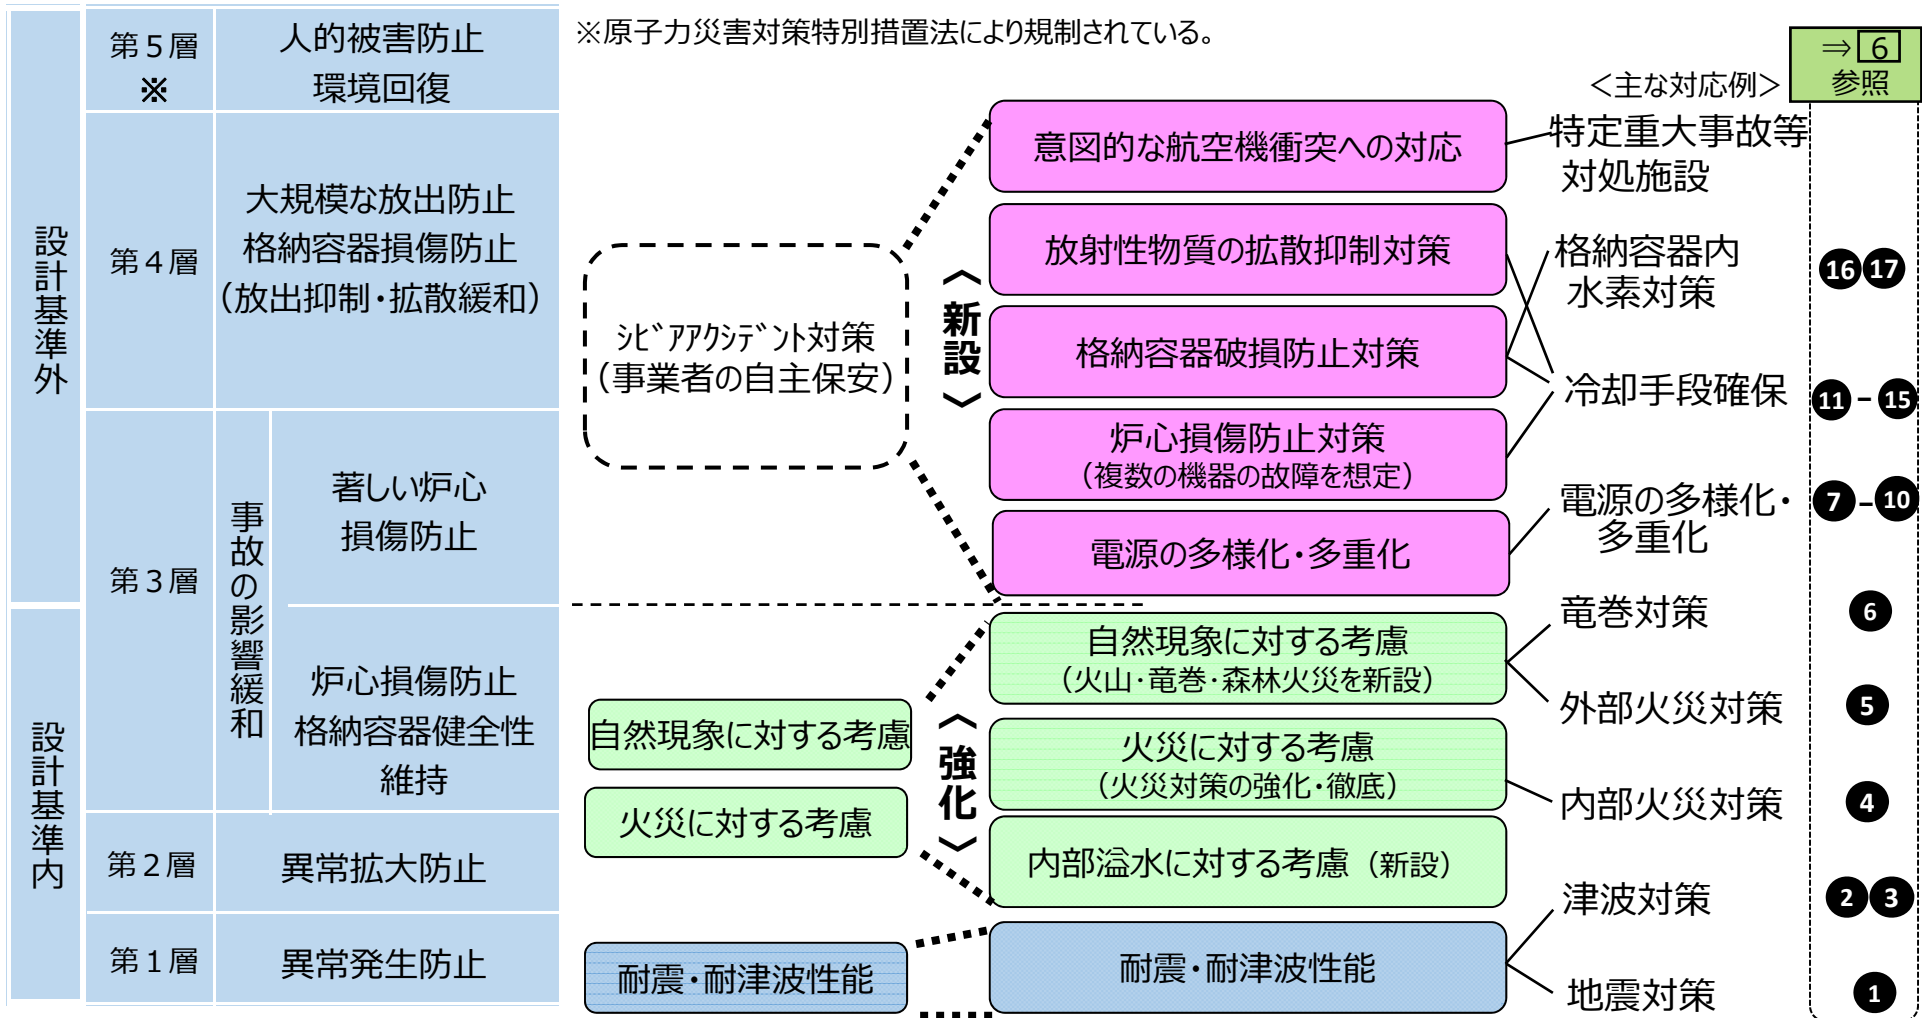 ※原子力災害対策特別措置法により規制されている。
設計基準外
設計基準内
第5層
※
人的被害防止
環境回復
第4層
大規模な放出防止
格納容器損傷防止
(放出抑制・拡散緩和)
第3層
事故の影響緩和
著しい炉心
損傷防止
炉心損傷防止
格納容器健全性
維持
第2層
異常拡大防止
第1層
異常発生防止
シビアアクシデント対策
(事業者の自主保安)
自然現象に対する考慮
火災に対する考慮
耐震・耐津波性能
〈新設〉
〈強化〉
意図的な航空機衝突への対応
放射性物質の拡散抑制対策
格納容器破損防止対策
炉心損傷防止対策
(複数の機器の故障を想定)
電源の多様化・多重化
自然現象に対する考慮
(火山・竜巻・森林火災を新設)
火災に対する考慮
(火災対策の強化・徹底)
内部溢水に対する考慮(新設)
耐震・耐津波性能
<主な対応例>
⇒6
参照
特定重大事故等
対処施設
格納容器内
水素対策
16 17
冷却手段確保
11 - 15
電源の多様化・
多重化
7 - 10
竜巻対策
6
外部火災対策
5
内部火災対策
4
津波対策
2 3
地震対策
1